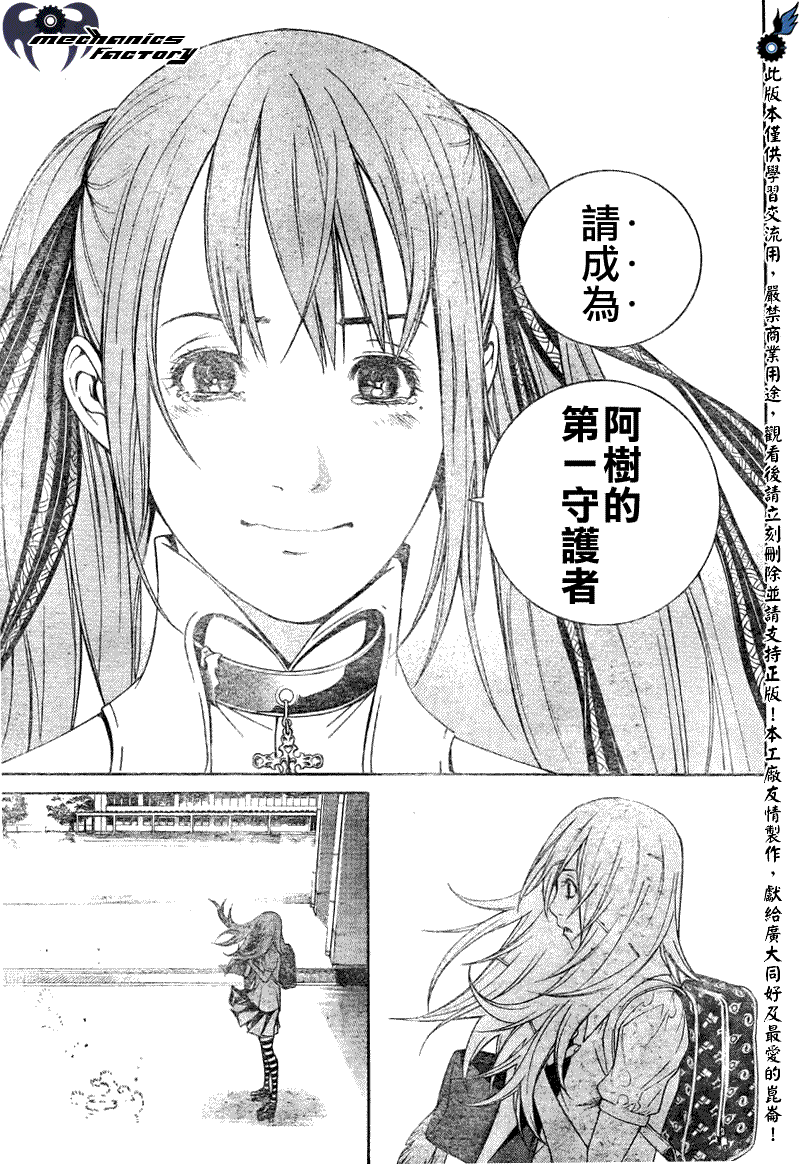 mechanics
factory
・・・
請成為
阿樹的
第一守護者
此版本僅供學習交流用，嚴禁商業用途，觀看後請立刻刪除並請支持正版！本工廠友情製作，獻給廣大同好及最愛的崑崙！